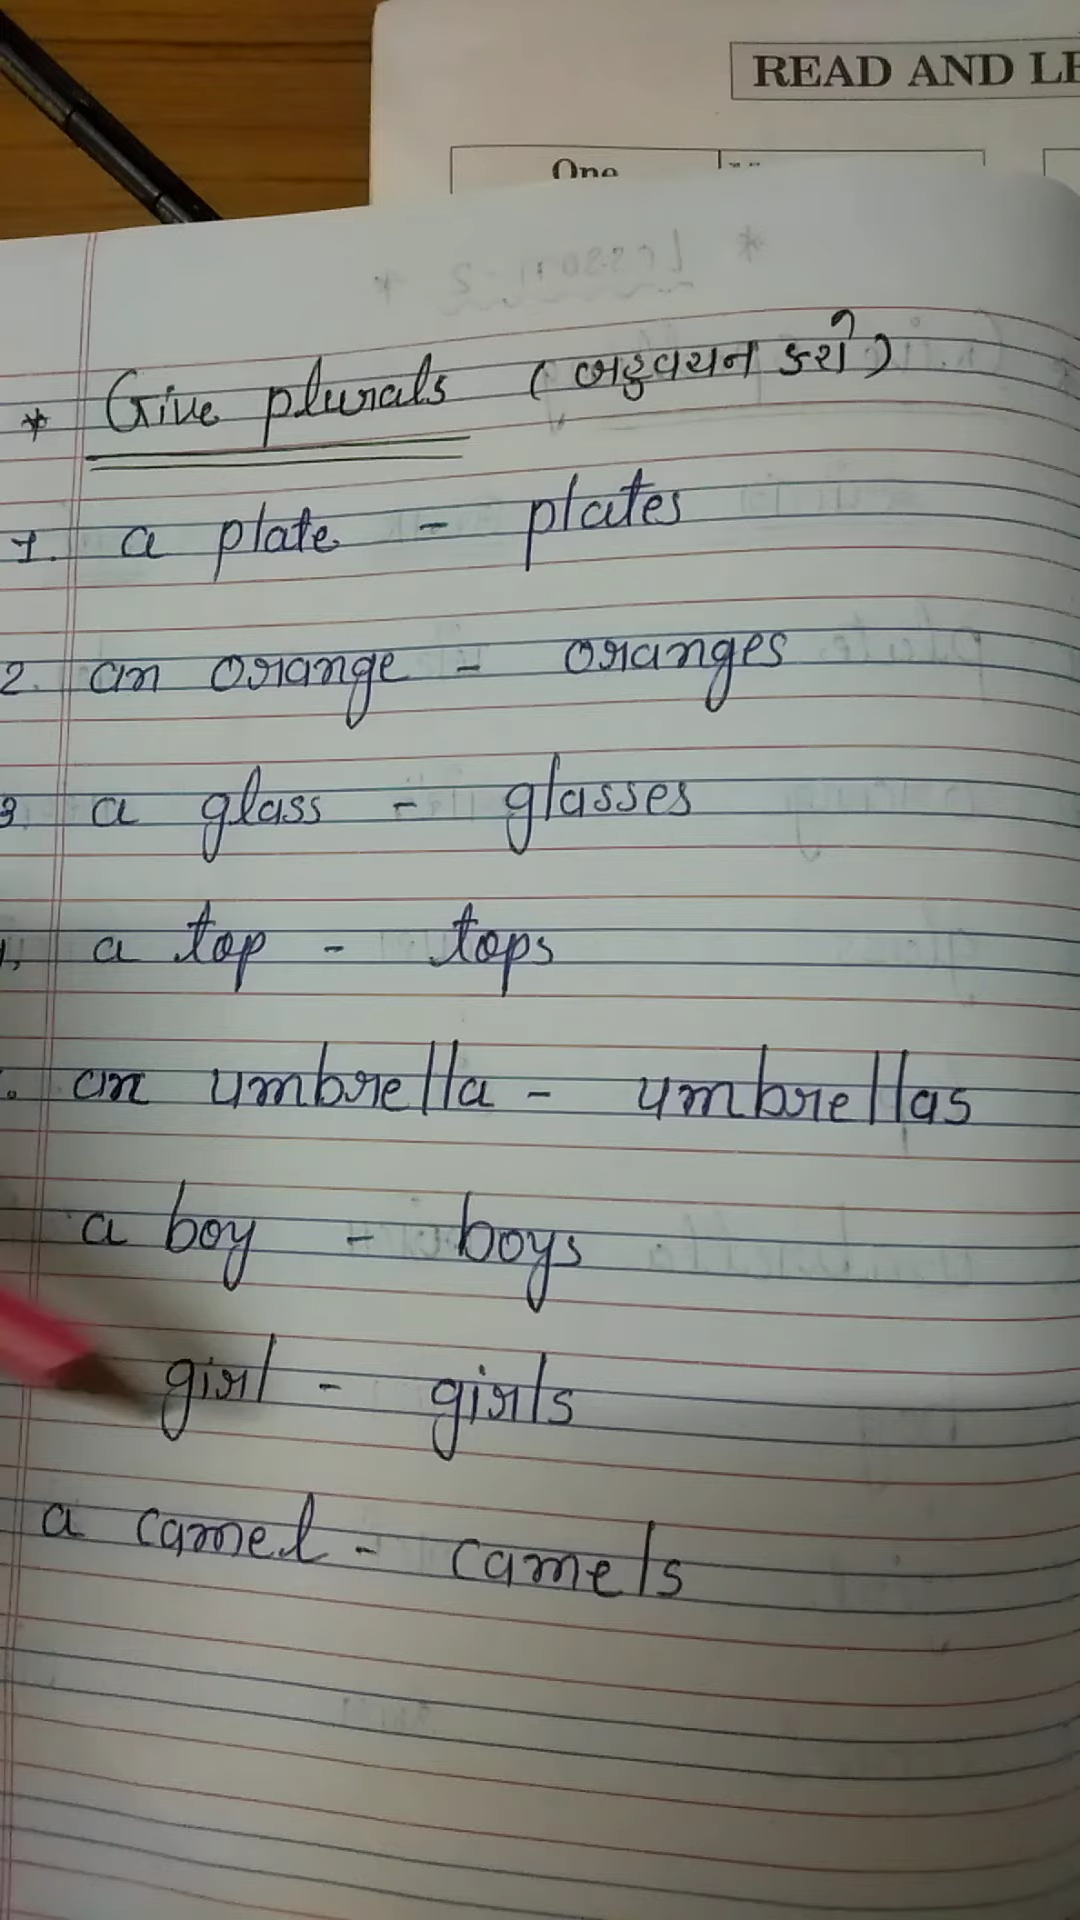 READ AND LE
One
* Give plurals (બહુવચન કરો)
1. a plate - plates
2. an orange - oranges
3. a glass - glasses
a top - tops
. an umbrella - umbrellas
a boy - boys
girl - girls
a camel - camels